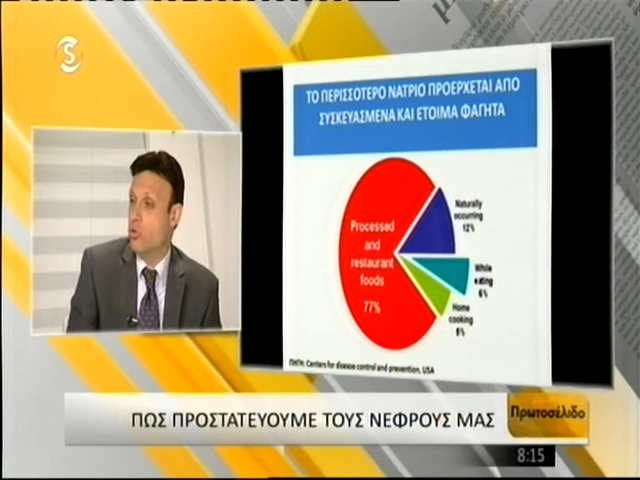 S
ΤΟ ΠΕΡΙΣΣΟΤΕΡΟ ΝΑΤΡΙΟ ΠΡΟΕΡΧΕΤΑΙ ΑΠΟ
ΣΥΣΚΕΥΑΣΜΕΝΑ ΚΑΙ ΕΤΟΙΜΑ ΦΑΓΗΤΑ
Naturally
occurring
12%
Processed
and
restaurant
foods
77%
While
eating
6%
Home
cooking
ΠΗΓΗ: Centers for disease control and prevention, USA
ΠΩΣ ΠΡΟΣΤΑΤΕΥΟΥΜΕ ΤΟΥΣ ΝΕΦΡΟΥΣ ΜΑΣ
Πρωτοσέλιδο
8:15